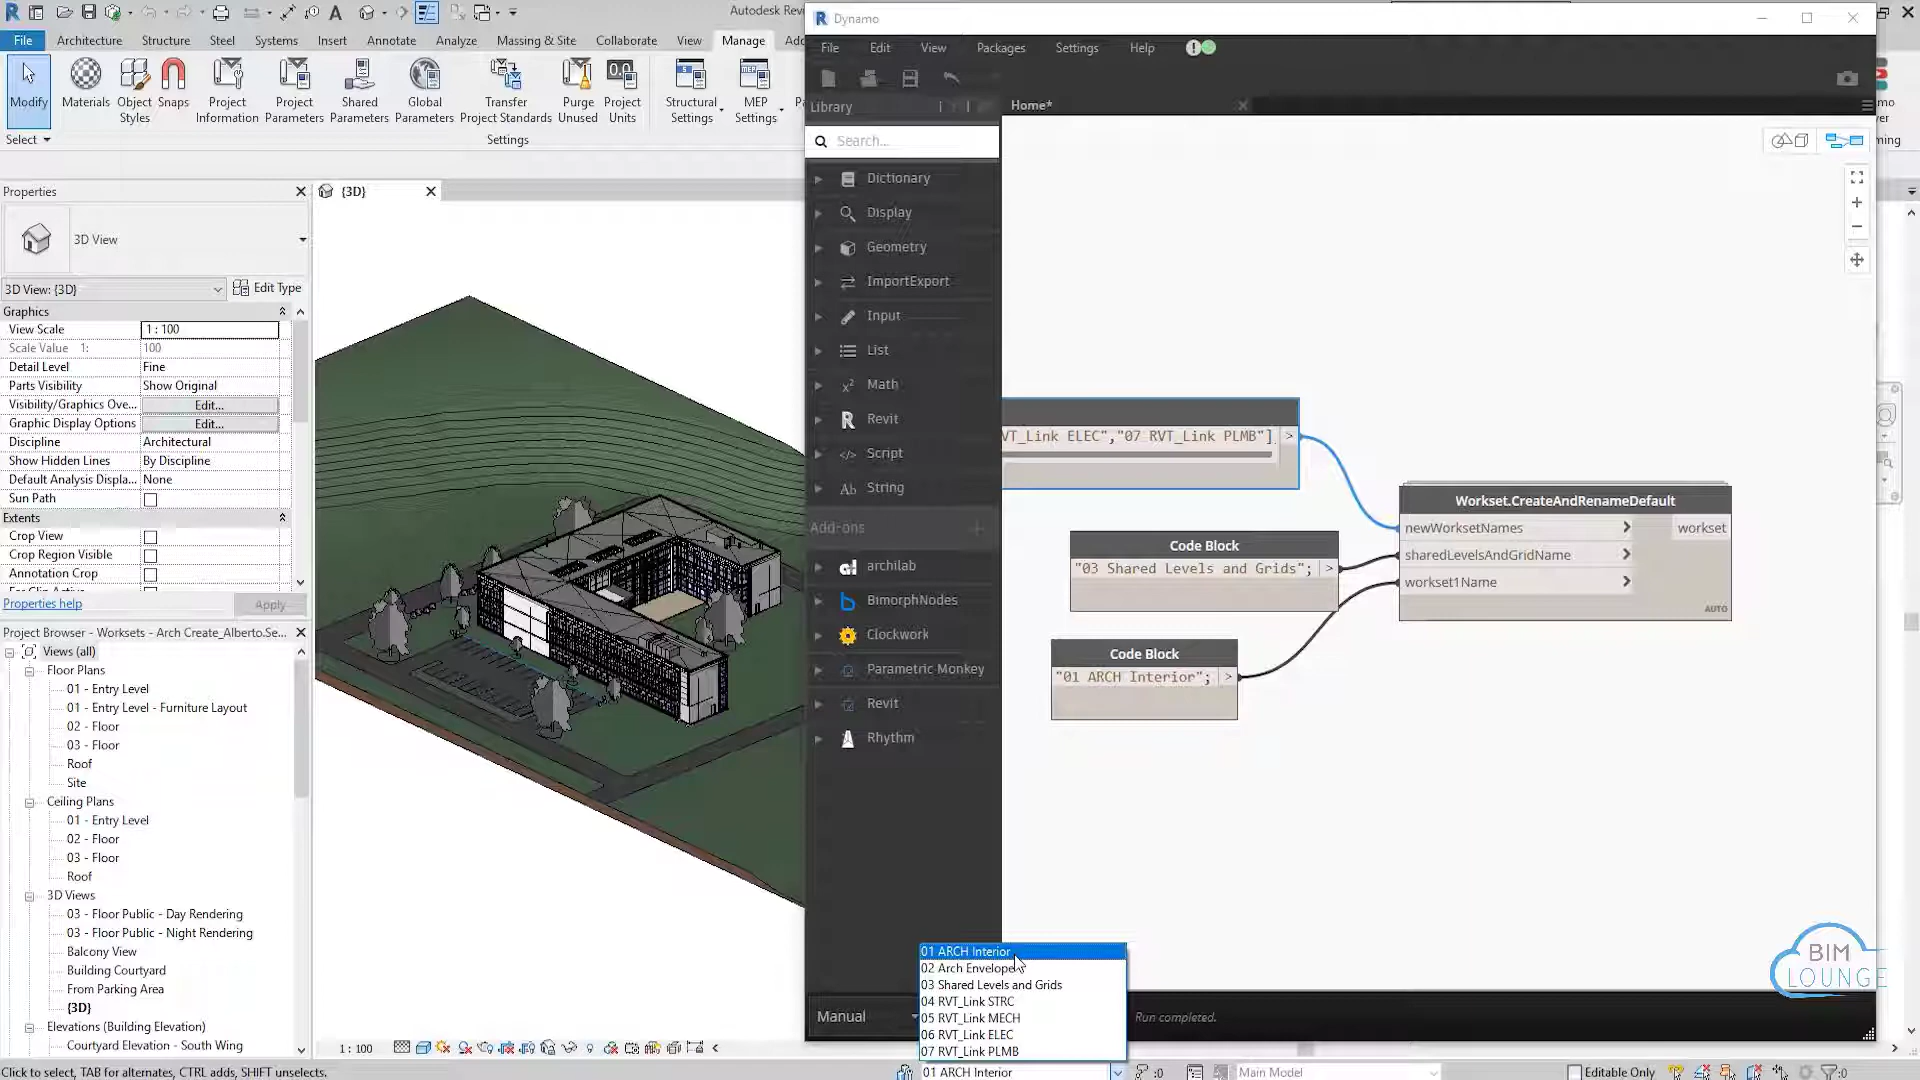 Autodesk Rev
File Architecture Structure Steel Systems Insert Annotate Analyze Massing & Site Collaborate View Manage Add
Modify
Materials
Object Styles
Snaps
Project Information
Project Parameters
Shared Parameters
Global Parameters
Transfer Project Standards
Purge Unused
Project Units
Structural Settings
MEP Settings
Select
Settings
Properties
{3D}
3D View
3D View: {3D}
Edit Type
Graphics
View Scale 1 : 100
Scale Value 1: 100
Detail Level Fine
Parts Visibility Show Original
Visibility/Graphics Ove... Edit...
Graphic Display Options Edit...
Discipline Architectural
Show Hidden Lines By Discipline
Default Analysis Displa... None
Sun Path
Extents
Crop View
Crop Region Visible
Annotation Crop
Properties help
Apply
Project Browser - Worksets - Arch Create_Alberto.Se...
Views (all)
Floor Plans
01 - Entry Level
01 - Entry Level - Furniture Layout
02 - Floor
03 - Floor
Roof
Site
Ceiling Plans
01 - Entry Level
02 - Floor
03 - Floor
Roof
3D Views
03 - Floor Public - Day Rendering
03 - Floor Public - Night Rendering
Balcony View
Building Courtyard
From Parking Area
{3D}
Elevations (Building Elevation)
Courtyard Elevation - South Wing
1 : 100
Click to select, TAB for alternates, CTRL adds, SHIFT unselects.
Dynamo
File Edit View Packages Settings Help
Library
Home*
Search...
Dictionary
Display
Geometry
ImportExport
Input
List
Math
Revit
Script
String
Add-ons
archilab
BimorphNodes
Clockwork
Parametric Monkey
Revit
Rhythm
VT_Link ELEC","07 RVT_Link PLMB"] >
Code Block
"03 Shared Levels and Grids"; >
Code Block
"01 ARCH Interior"; >
Workset.CreateAndRenameDefault
newWorksetNames > workset
sharedLevelsAndGridName >
workset1Name >
AUTO
01 ARCH Interior
02 Arch Envelope
03 Shared Levels and Grids
04 RVT_Link STRC
05 RVT_Link MECH
06 RVT_Link ELEC
07 RVT_Link PLMB
Manual
Run completed.
01 ARCH Interior
:0
Main Model
Editable Only
:0
BIM
LOUNGE